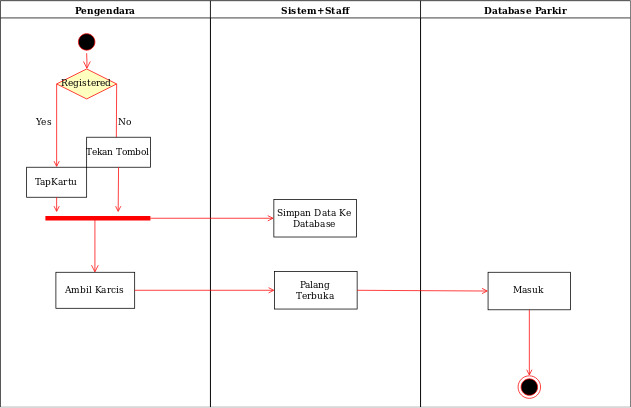 Pengendara
Sistem+Staff
Database Parkir
Registered
Yes
No
Tekan Tombol
TapKartu
Simpan Data Ke
Database
Ambil Karcis
Palang
Terbuka
Masuk